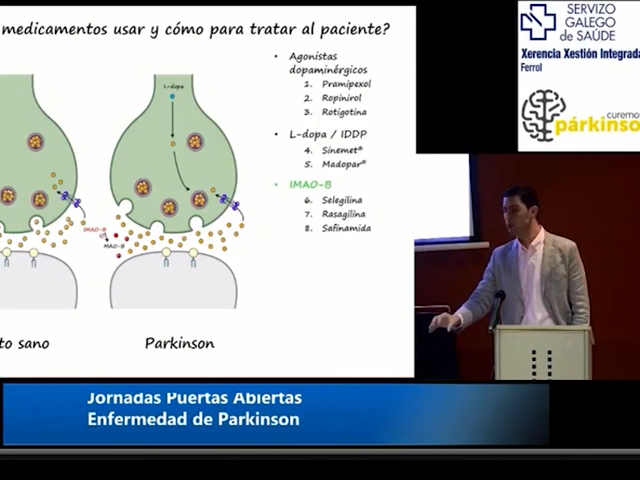 medicamentos usar y cómo para tratar al paciente?
L-dopa
IMAO-B
MAO-B
to sano
Parkinson
Agonistas
dopaminérgicos
1. Pramipexol
2. Ropinirol
3. Rotigotina
L-dopa / IDDP
4. Sinemet®
5. Madopar®
IMAO-B
6. Selegilina
7. Rasagilina
8. Safinamida
SERVIZO
GALEGO
de SAÚDE
Xerencia Xestión Integrada
Ferrol
curemos
párkinson
Jornadas Puertas Abiertas
Enfermedad de Parkinson